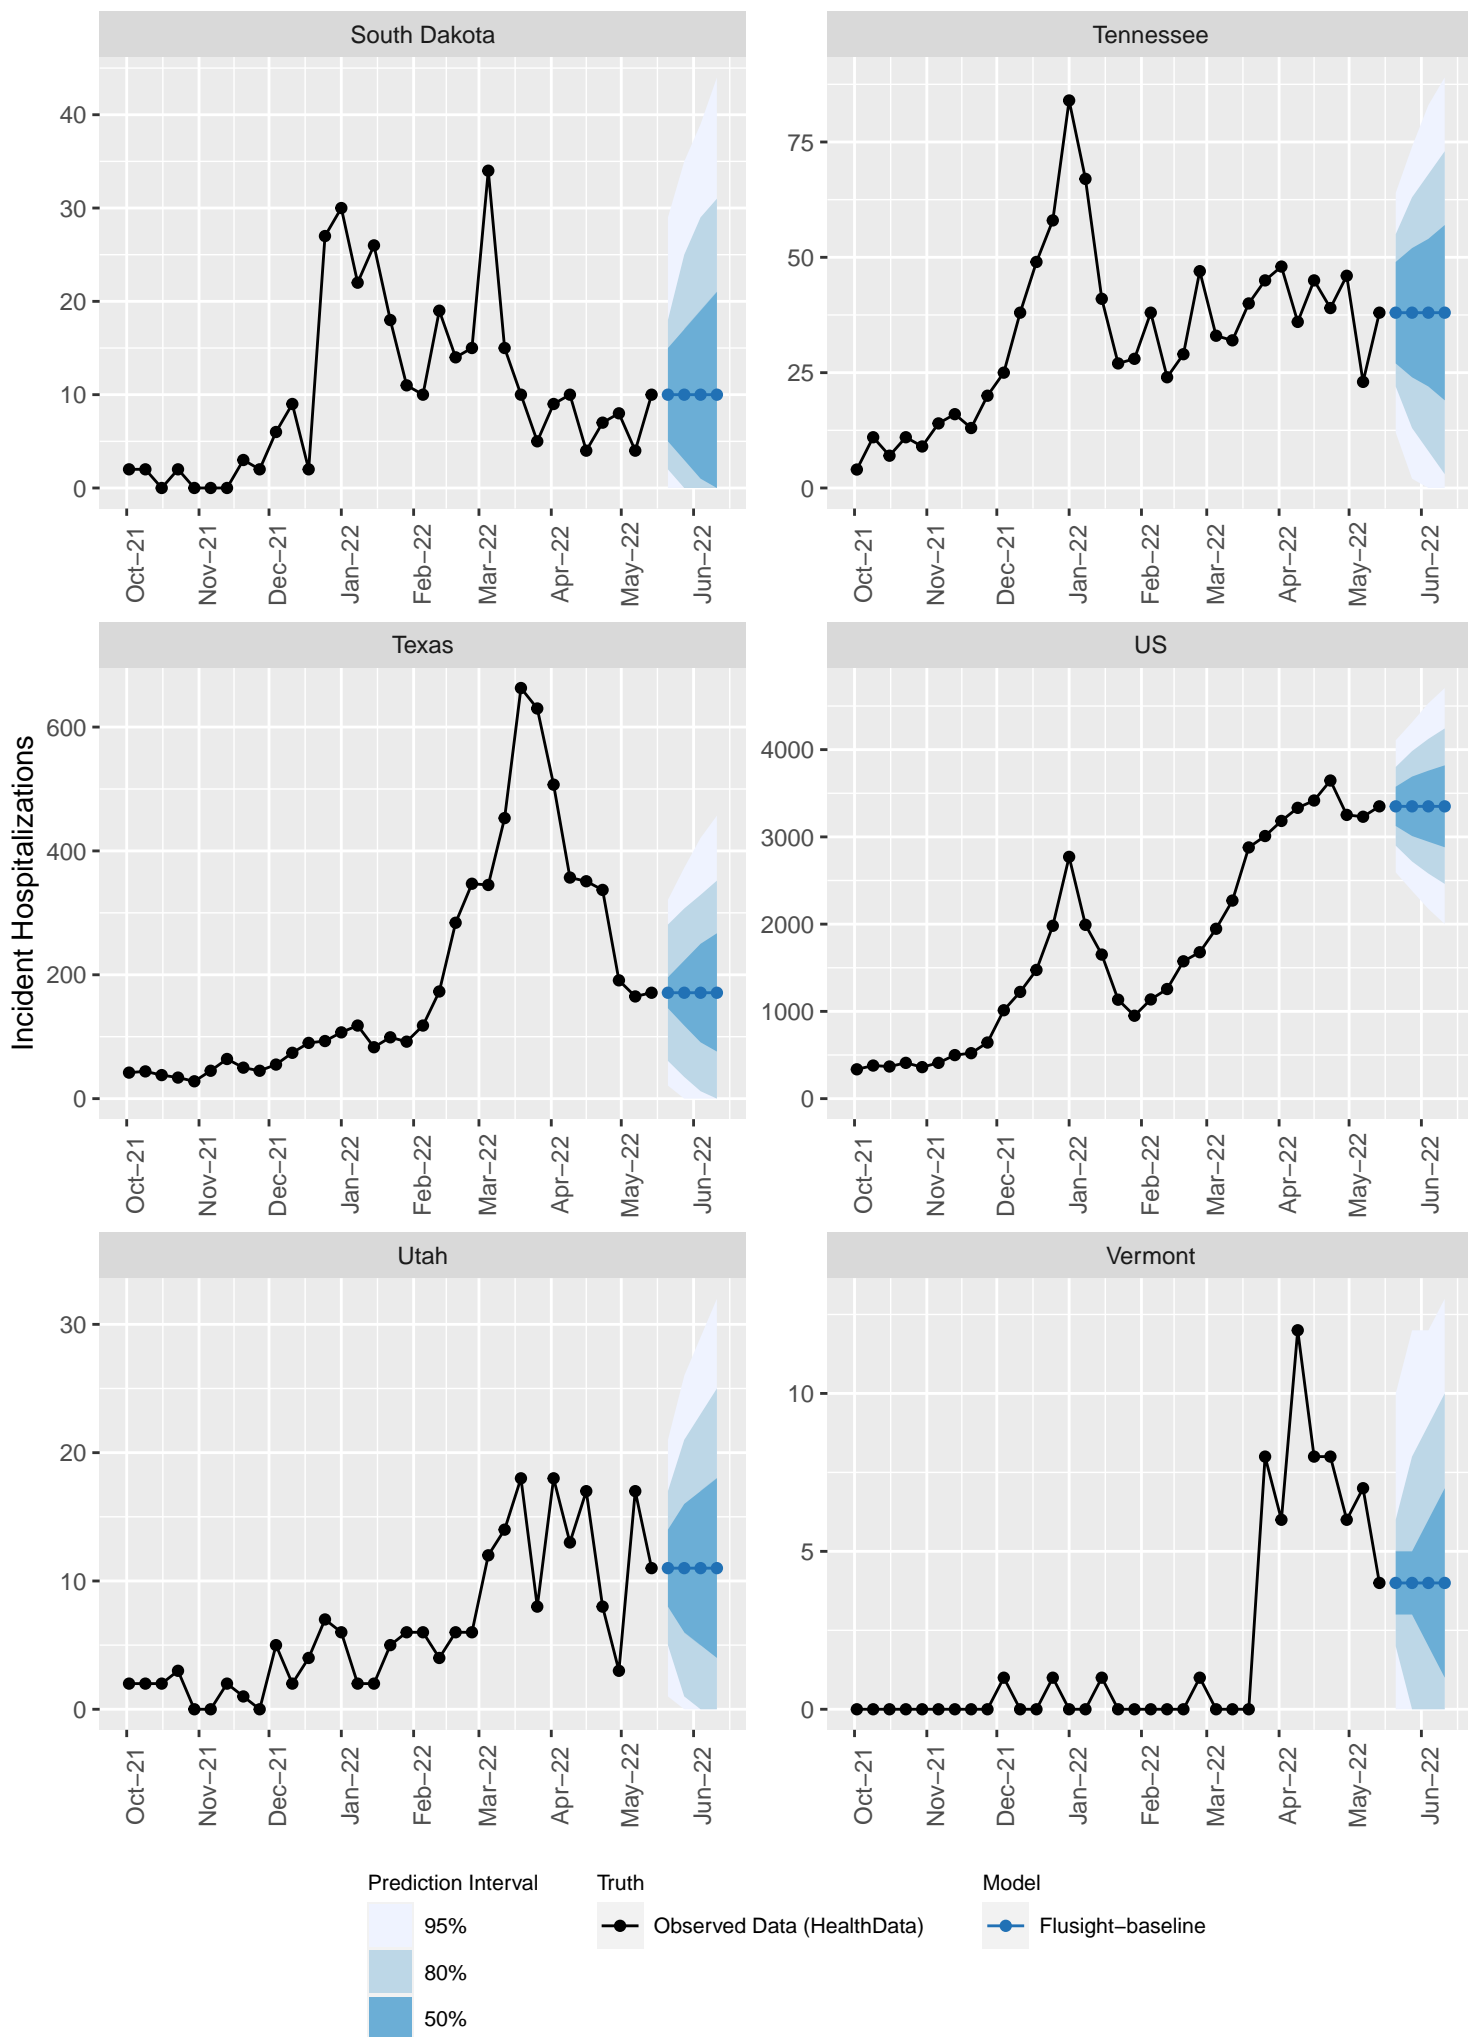 South Dakota
Tennessee
40
30
20
10
0
75
50
25
0
Oct−21
Nov−21
Dec−21
Jan−22
Feb−22
Mar−22
Apr−22
May−22
Jun−22
Oct−21
Nov−21
Dec−21
Jan−22
Feb−22
Mar−22
Apr−22
May−22
Jun−22
Incident Hospitalizations
Texas
US
600
400
200
0
4000
3000
2000
1000
0
Oct−21
Nov−21
Dec−21
Jan−22
Feb−22
Mar−22
Apr−22
May−22
Jun−22
Oct−21
Nov−21
Dec−21
Jan−22
Feb−22
Mar−22
Apr−22
May−22
Jun−22
Utah
Vermont
30
20
10
0
10
5
0
Oct−21
Nov−21
Dec−21
Jan−22
Feb−22
Mar−22
Apr−22
May−22
Jun−22
Oct−21
Nov−21
Dec−21
Jan−22
Feb−22
Mar−22
Apr−22
May−22
Jun−22
Prediction Interval
95%
80%
50%
Truth
Observed Data (HealthData)
Model
Flusight−baseline